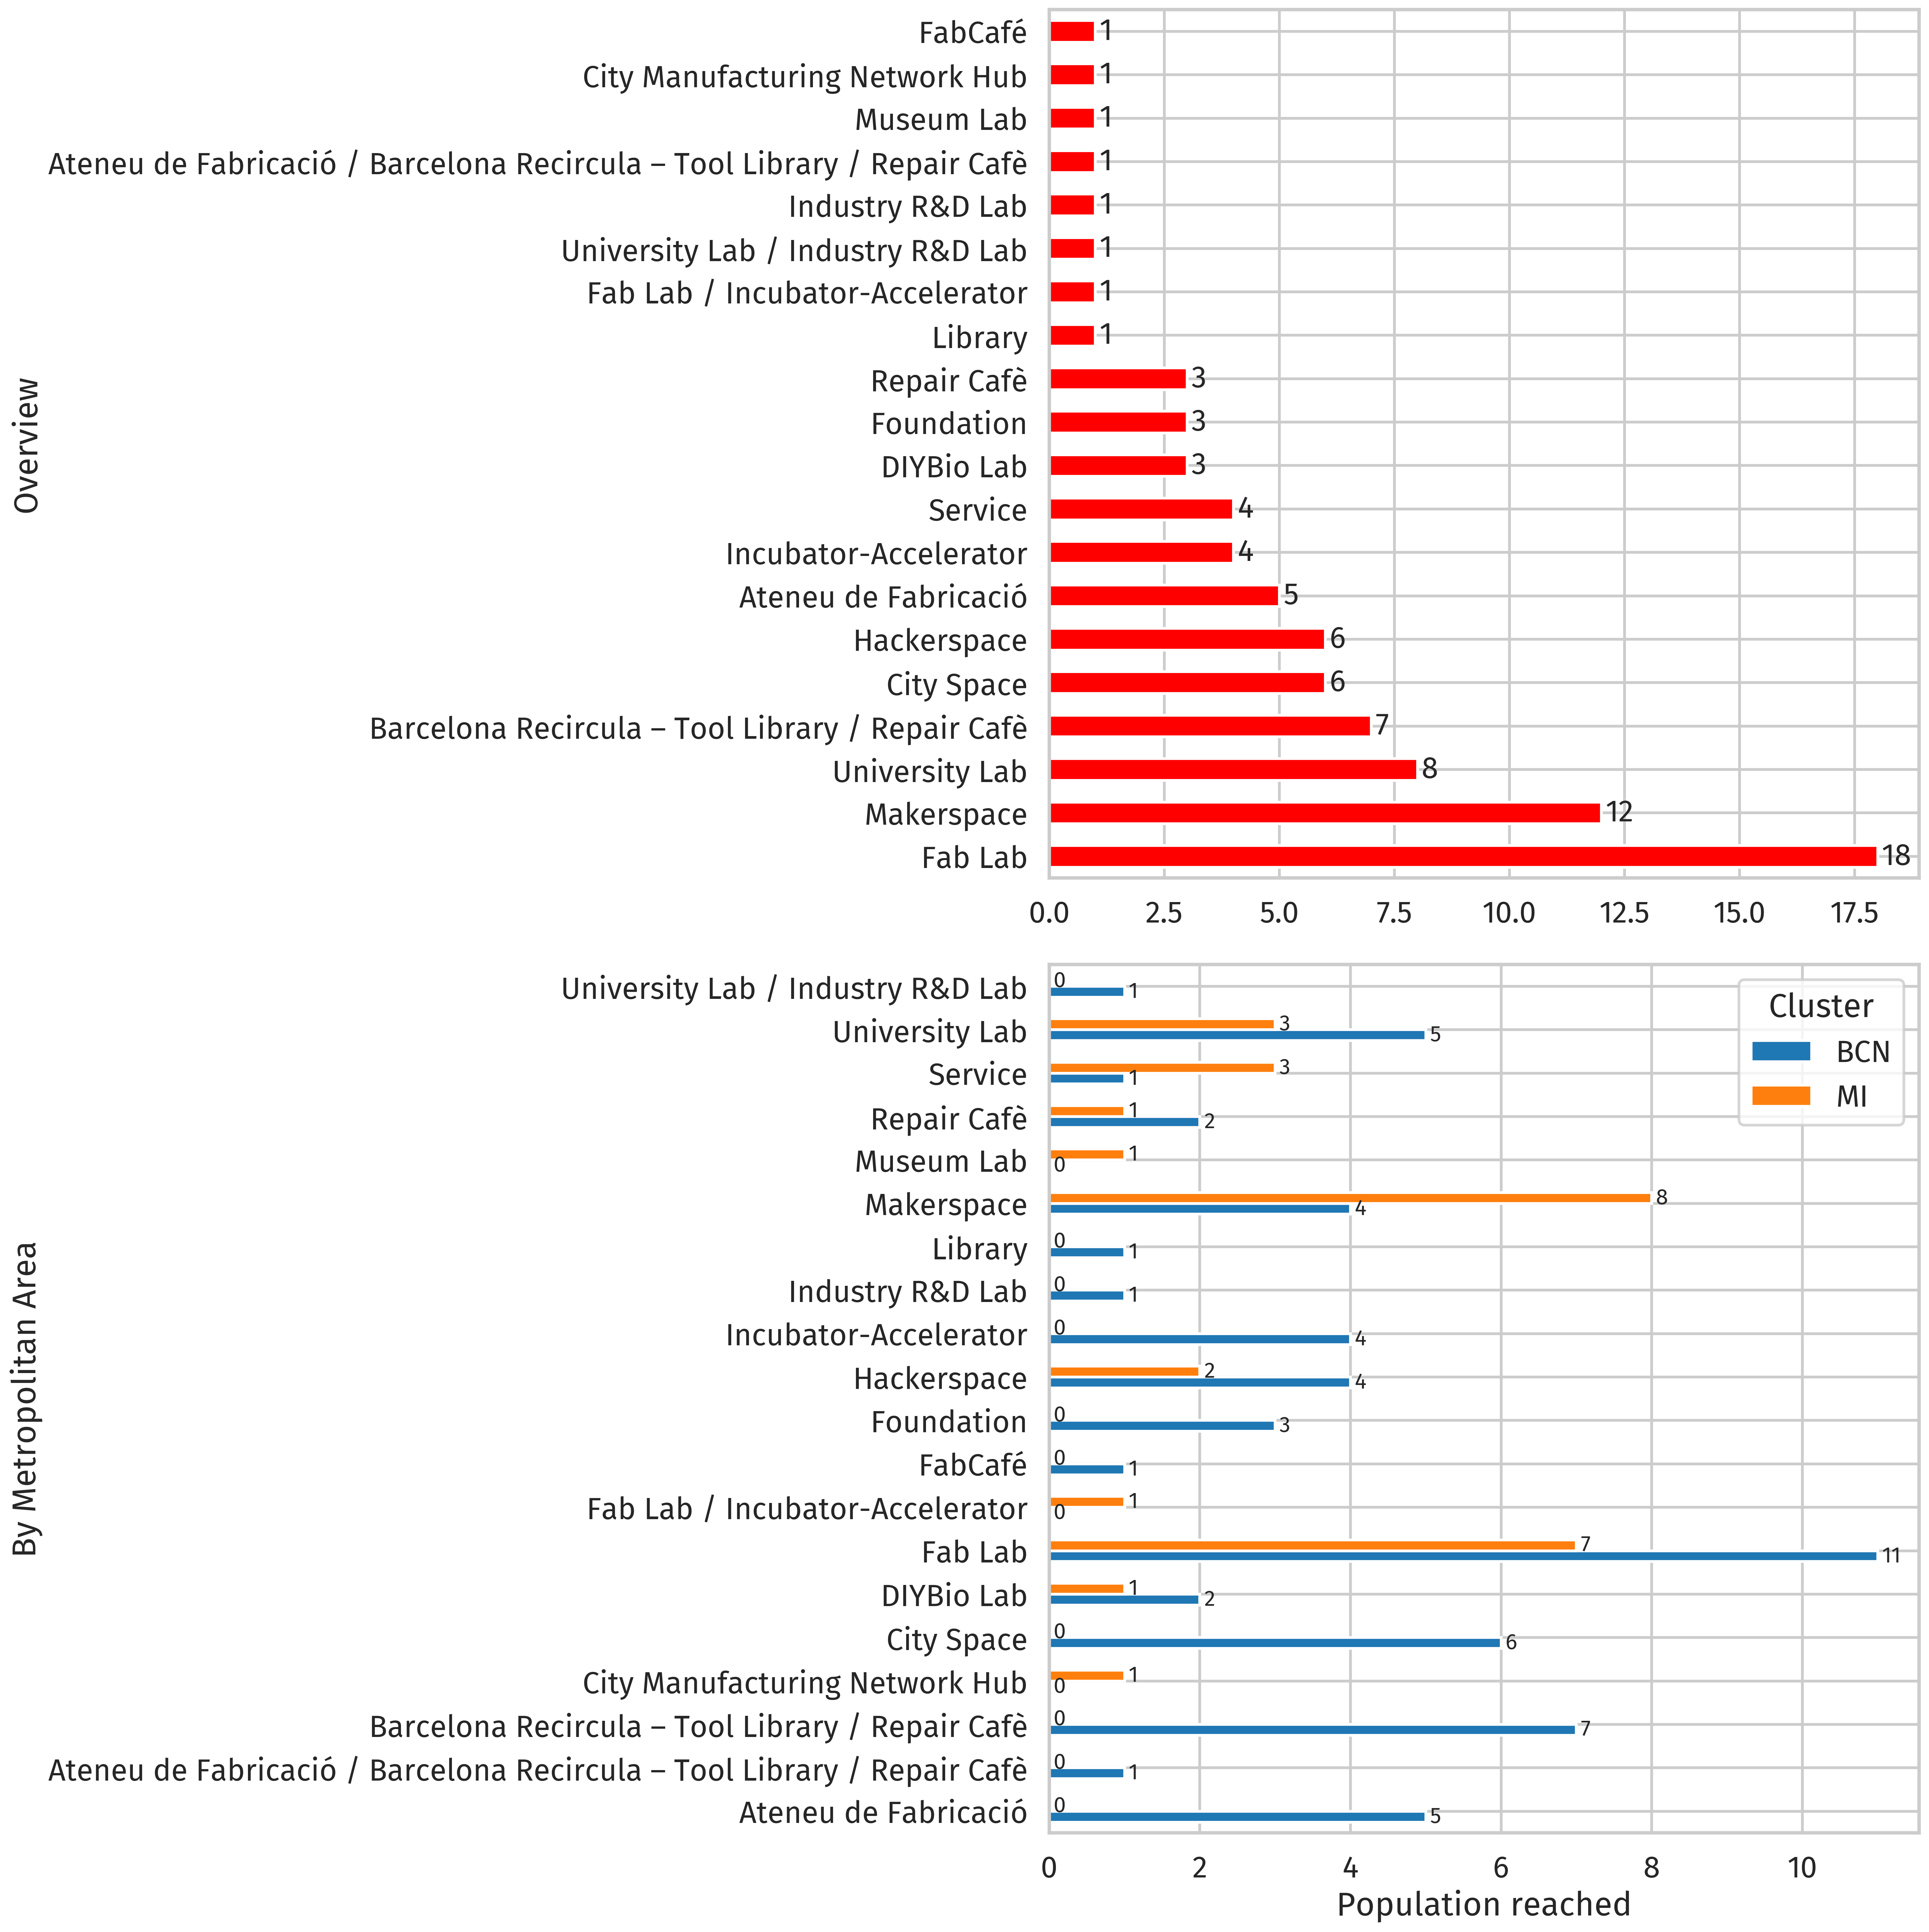 Overview
FabCafé 1
City Manufacturing Network Hub 1
Museum Lab 1
Ateneu de Fabricació / Barcelona Recircula – Tool Library / Repair Cafè 1
Industry R&D Lab 1
University Lab / Industry R&D Lab 1
Fab Lab / Incubator-Accelerator 1
Library 1
Repair Cafè 3
Foundation 3
DIYBio Lab 3
Service 4
Incubator-Accelerator 4
Ateneu de Fabricació 5
Hackerspace 6
City Space 6
Barcelona Recircula – Tool Library / Repair Cafè 7
University Lab 8
Makerspace 12
Fab Lab 18
0.0 2.5 5.0 7.5 10.0 12.5 15.0 17.5
By Metropolitan Area
Cluster
BCN
MI
University Lab / Industry R&D Lab 0 1
University Lab 3 5
Service 3 1
Repair Cafè 1 2
Museum Lab 1 0
Makerspace 8 4
Library 0 1
Industry R&D Lab 0 1
Incubator-Accelerator 0 4
Hackerspace 2 4
Foundation 0 3
FabCafé 0 1
Fab Lab / Incubator-Accelerator 1 0
Fab Lab 7 11
DIYBio Lab 1 2
City Space 0 6
City Manufacturing Network Hub 1 0
Barcelona Recircula – Tool Library / Repair Cafè 0 7
Ateneu de Fabricació / Barcelona Recircula – Tool Library / Repair Cafè 0 1
Ateneu de Fabricació 0 5
0 2 4 6 8 10
Population reached